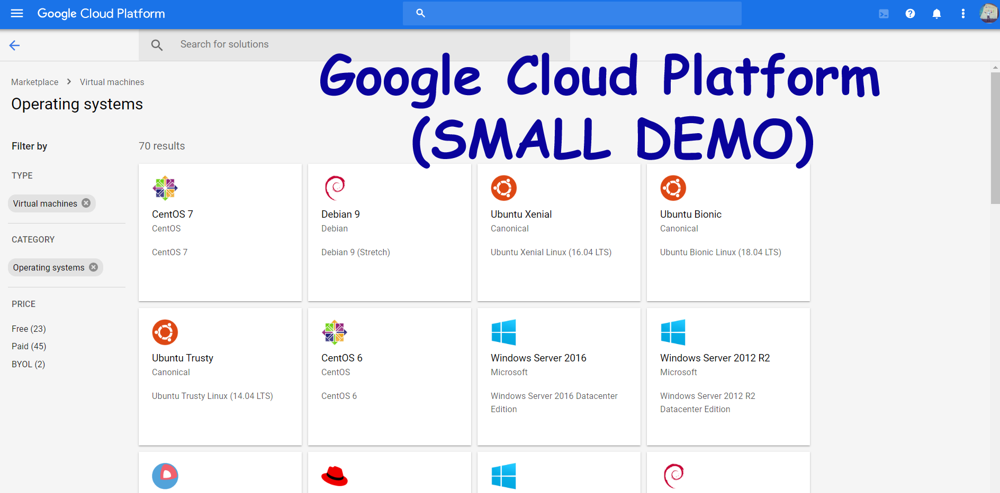 Google Cloud Platform
Search for solutions
Google Cloud Platform
(SMALL DEMO)
Marketplace > Virtual machines
Operating systems
Filter by
70 results
TYPE
Virtual machines
CATEGORY
Operating systems
PRICE
Free (23)
Paid (45)
BYOL (2)
CentOS 7
CentOS
CentOS 7
Debian 9
Debian
Debian 9 (Stretch)
Ubuntu Xenial
Canonical
Ubuntu Xenial Linux (16.04 LTS)
Ubuntu Bionic
Canonical
Ubuntu Bionic Linux (18.04 LTS)
Ubuntu Trusty
Canonical
Ubuntu Trusty Linux (14.04 LTS)
CentOS 6
CentOS
CentOS 6
Windows Server 2016
Microsoft
Windows Server 2016 Datacenter
Edition
Windows Server 2012 R2
Microsoft
Windows Server 2012 R2
Datacenter Edition